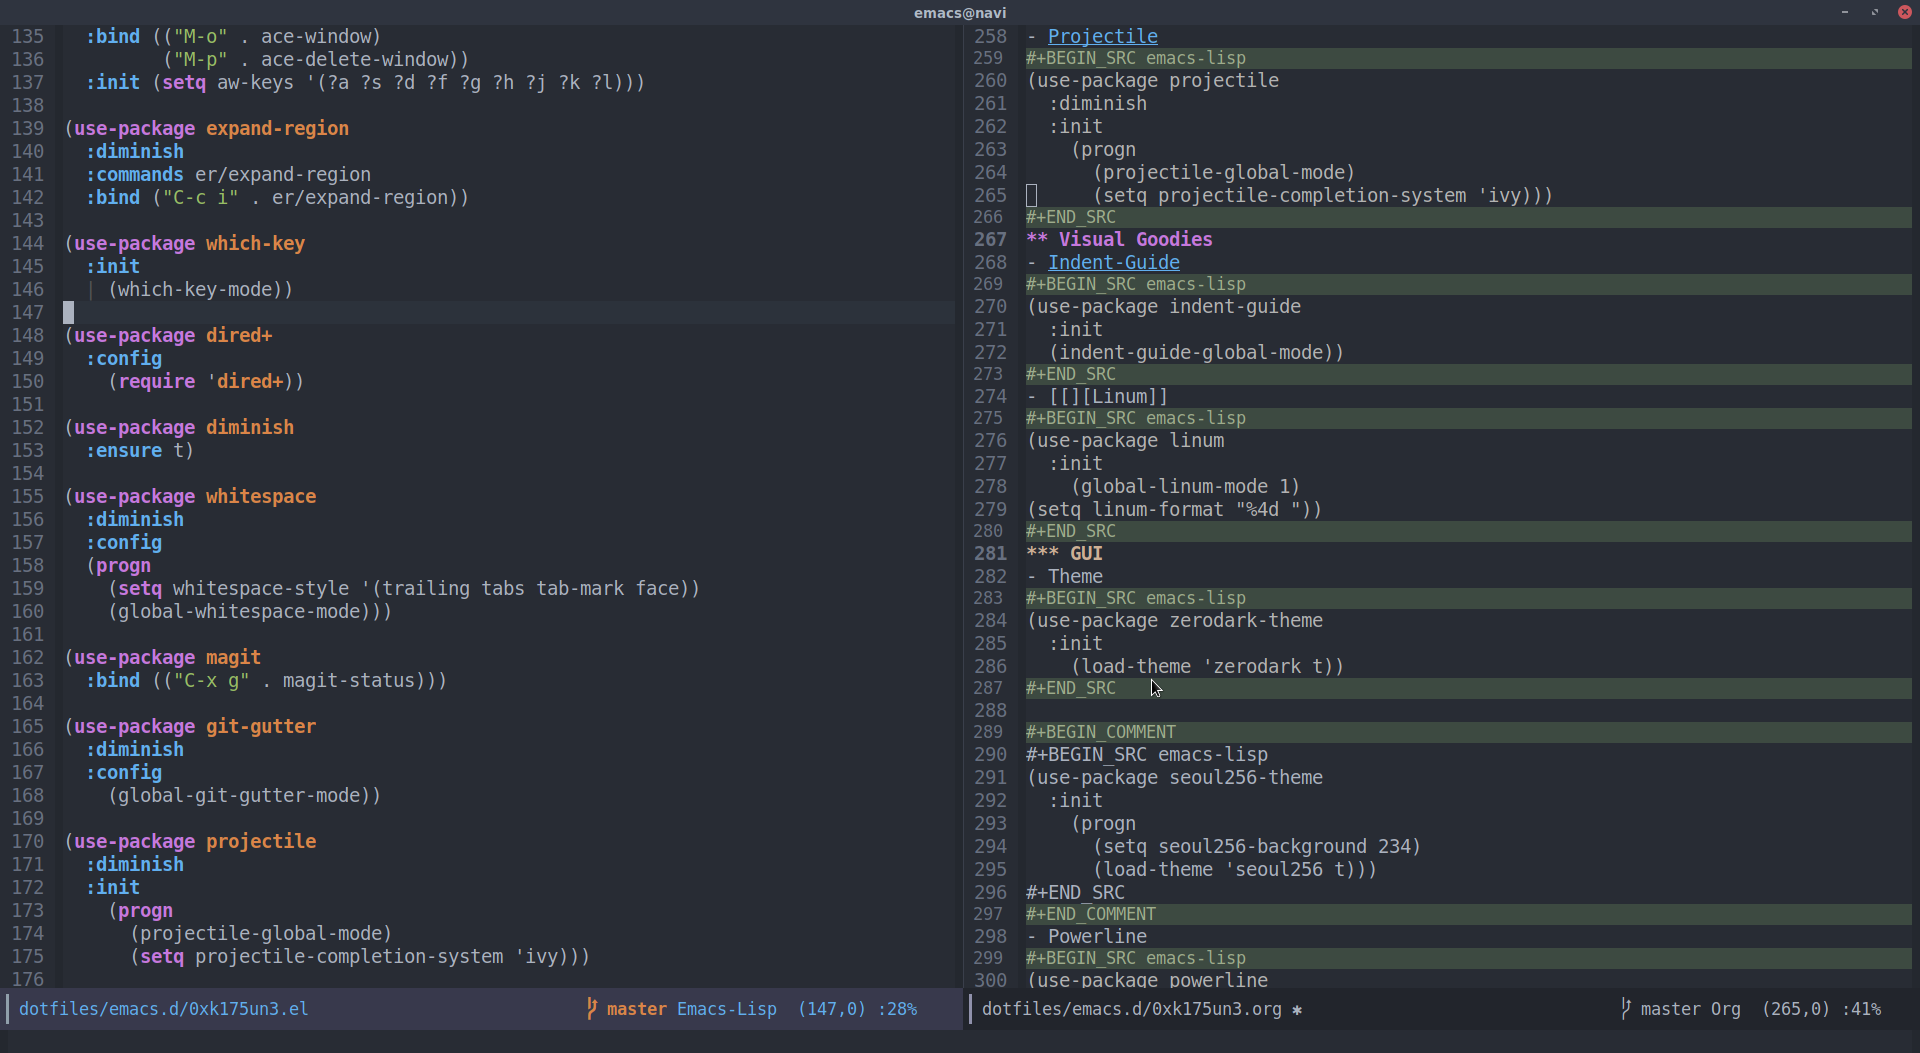 emacs@navi
135   :bind (("M-o" . ace-window)
136          ("M-p" . ace-delete-window))
137   :init (setq aw-keys '(?a ?s ?d ?f ?g ?h ?j ?k ?l)))
138
139 (use-package expand-region
140   :diminish
141   :commands er/expand-region
142   :bind ("C-c i" . er/expand-region))
143
144 (use-package which-key
145   :init
146   | (which-key-mode))
147
148 (use-package dired+
149   :config
150     (require 'dired+))
151
152 (use-package diminish
153   :ensure t)
154
155 (use-package whitespace
156   :diminish
157   :config
158   (progn
159     (setq whitespace-style '(trailing tabs tab-mark face))
160     (global-whitespace-mode)))
161
162 (use-package magit
163   :bind (("C-x g" . magit-status)))
164
165 (use-package git-gutter
166   :diminish
167   :config
168     (global-git-gutter-mode))
169
170 (use-package projectile
171   :diminish
172   :init
173     (progn
174       (projectile-global-mode)
175       (setq projectile-completion-system 'ivy)))
176
dotfiles/emacs.d/0xk175un3.el master Emacs-Lisp (147,0) :28%
258 - Projectile
259 #+BEGIN_SRC emacs-lisp
260 (use-package projectile
261   :diminish
262   :init
263     (progn
264       (projectile-global-mode)
265       (setq projectile-completion-system 'ivy)))
266 #+END_SRC
267 ** Visual Goodies
268 - Indent-Guide
269 #+BEGIN_SRC emacs-lisp
270 (use-package indent-guide
271   :init
272   (indent-guide-global-mode))
273 #+END_SRC
274 - [[][Linum]]
275 #+BEGIN_SRC emacs-lisp
276 (use-package linum
277   :init
278     (global-linum-mode 1)
279 (setq linum-format "%4d "))
280 #+END_SRC
281 *** GUI
282 - Theme
283 #+BEGIN_SRC emacs-lisp
284 (use-package zerodark-theme
285   :init
286     (load-theme 'zerodark t))
287 #+END_SRC
288
289 #+BEGIN_COMMENT
290 #+BEGIN_SRC emacs-lisp
291 (use-package seoul256-theme
292   :init
293     (progn
294       (setq seoul256-background 234)
295       (load-theme 'seoul256 t)))
296 #+END_SRC
297 #+END_COMMENT
298 - Powerline
299 #+BEGIN_SRC emacs-lisp
300 (use-package powerline
dotfiles/emacs.d/0xk175un3.org ✱ master Org (265,0) :41%